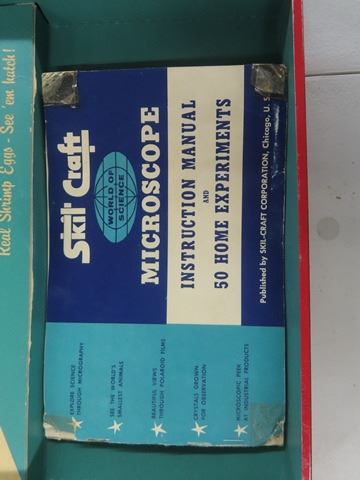 Real Shrimp Eggs - See 'em hatch!
Skil Craft
WORLD OF
SCIENCE
MICROSCOPE
INSTRUCTION MANUAL
AND
50 HOME EXPERIMENTS
Published by SKIL-CRAFT CORPORATION, Chicago, U. S.
EXPLORE SCIENCE
THROUGH MICROGRAPHY
SEE THE WORLD'S
SMALLEST ANIMALS
BEAUTIFUL VIEWS
THROUGH POLAROID FILMS
CRYSTALS GROWN
FOR OBSERVATION
MICROSCOPIC PEEK
AT INDUSTRIAL PRODUCTS